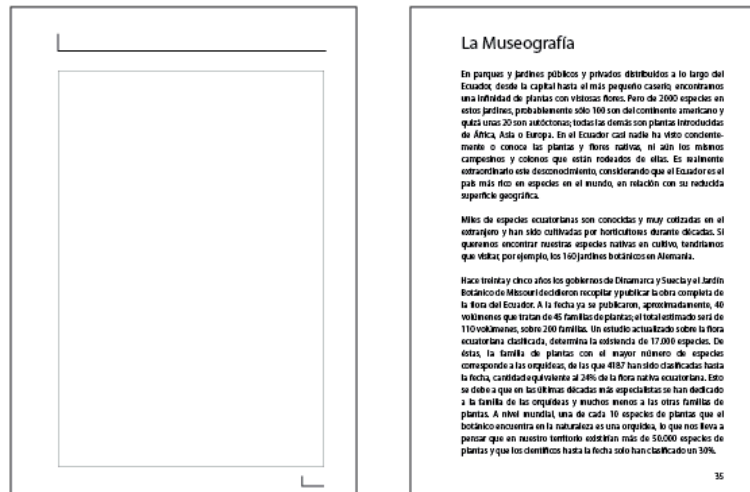 La Museografía
En parques y jardines públicos y privados distribuidos a lo largo del
Ecuador, desde la capital hasta el más pequeño caserío, encontramos
una infinidad de plantas con vistosas flores. Pero de 2000 especies en
estos jardines, probablemente sólo 100 son del continente americano y
quizá unas 20 son autóctonas; todas las demás son plantas introducidas
de África, Asia o Europa. En el Ecuador casi nadie ha visto conciente-
mente o conoce las plantas y flores nativas, ni aún los mismos
campesinos y colonos que están rodeados de ellas. Es realmente
extraordinario este desconocimiento, considerando que el Ecuador es el
país más rico en especies en el mundo, en relación con su reducida
superficie geográfica.
Miles de especies ecuatorianas son conocidas y muy cotizadas en el
extranjero y han sido cultivadas por horticultores durante décadas. Si
queremos encontrar nuestras especies nativas en cultivo, tendríamos
que visitar, por ejemplo, los 160 jardines botánicos en Alemania.
Hace treinta y cinco años los gobiernos de Dinamarca y Suecia y el Jardín
Botánico de Missouri decidieron recopilar y publicar la obra completa de
la flora del Ecuador. A la fecha ya se publicaron, aproximadamente, 40
volúmenes que tratan de 45 familias de plantas; el total estimado será de
110 volúmenes, sobre 200 familias. Un estudio actualizado sobre la flora
ecuatoriana clasificada, determina la existencia de 17.000 especies. De
éstas, la familia de plantas con el mayor número de especies
corresponde a las orquídeas, de las que 4187 han sido clasificadas hasta
la fecha, cantidad equivalente al 24% de la flora nativa ecuatoriana. Esto
se debe a que en las últimas décadas más especialistas se han dedicado
a la familia de las orquídeas y muchos menos a las otras familias de
plantas. A nivel mundial, una de cada 10 especies de plantas que el
botánico encuentra en la naturaleza es una orquídea, lo que nos lleva a
pensar que en nuestro territorio existirían más de 50.000 especies de
plantas y que los científicos hasta la fecha solo han clasificado un 30%.
35